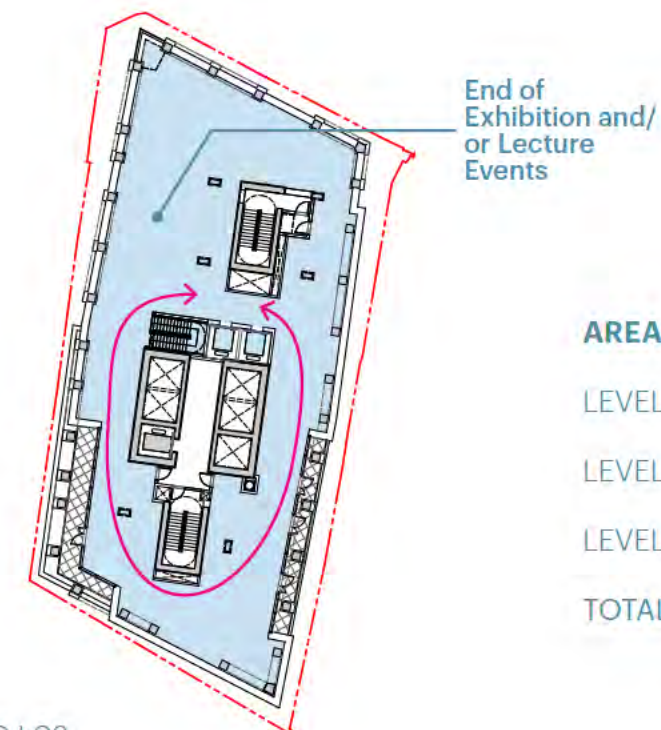 End of
Exhibition and/
or Lecture
Events
AREA
LEVEL
LEVEL
LEVEL
TOTAL